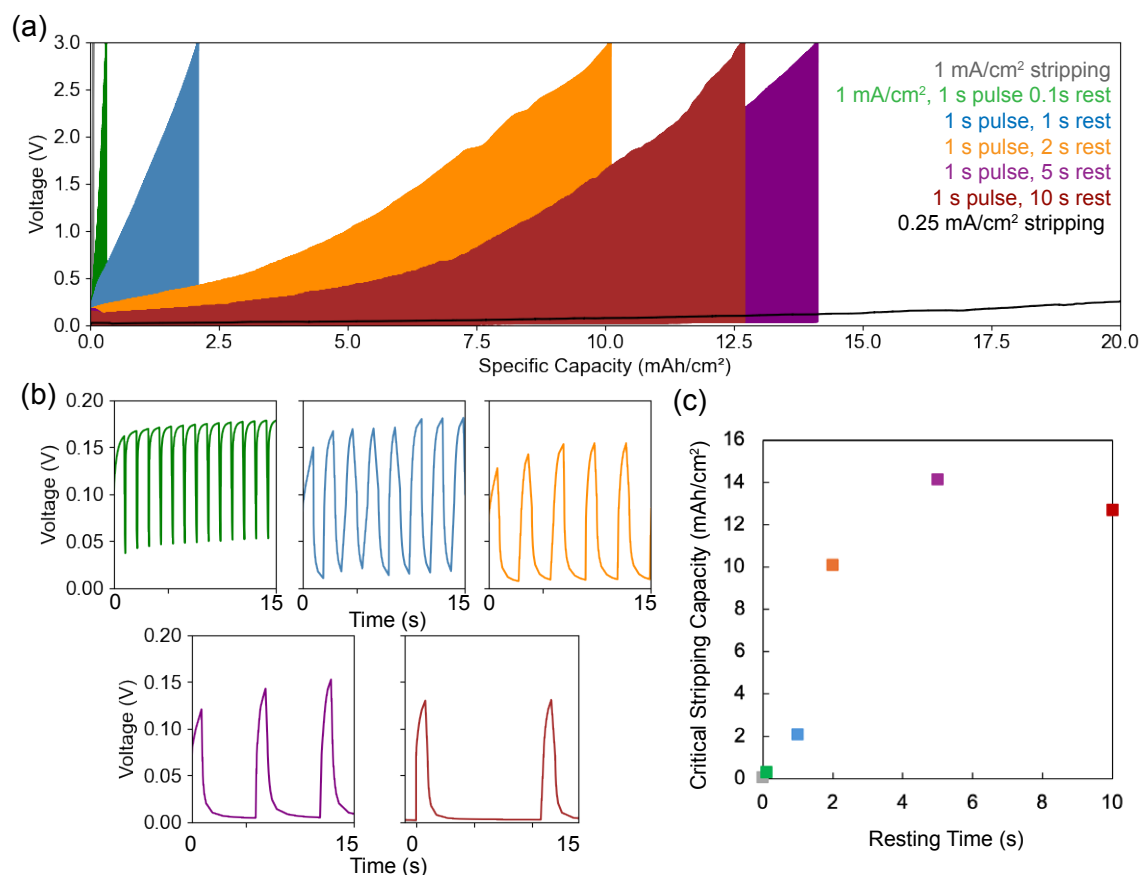 (a)
3.0
2.5
2.0
1.5
1.0
0.5
0.0
Voltage (V)
1 mA/cm² stripping
1 mA/cm², 1 s pulse 0.1s rest
1 s pulse, 1 s rest
1 s pulse, 2 s rest
1 s pulse, 5 s rest
1 s pulse, 10 s rest
0.25 mA/cm² stripping
0.0 2.5 5.0 7.5 10.0 12.5 15.0 17.5 20.0
Specific Capacity (mAh/cm²)
(b)
0.20
0.15
0.10
0.05
0.00
Voltage (V)
0 15 0 15 0 15
Time (s) Time (s)
0.20
0.15
0.10
0.05
0.00
Voltage (V)
0 15 0 15
Time (s) Time (s)
(c)
16
14
12
10
8
6
4
2
0
Critical Stripping Capacity (mAh/cm²)
0 2 4 6 8 10
Resting Time (s)